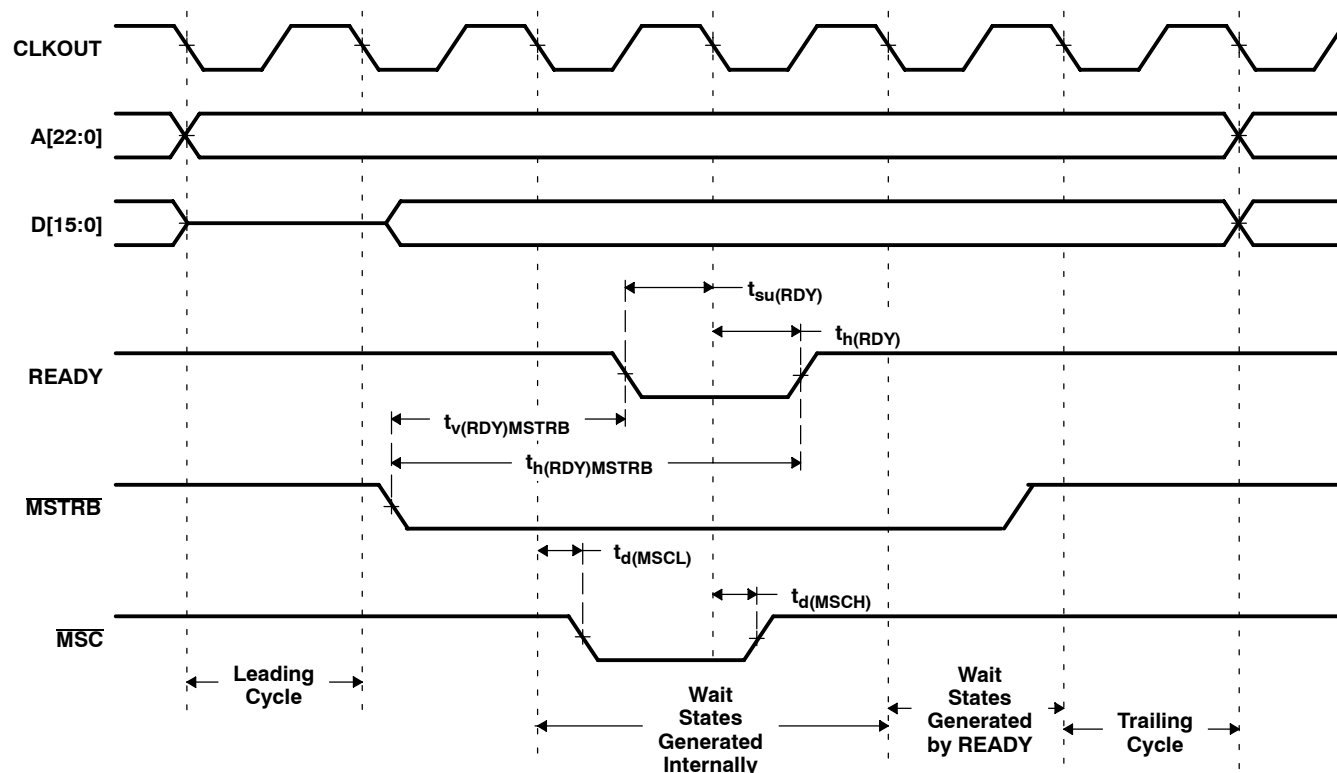 CLKOUT
A[22:0]
D[15:0]
tsu(RDY)
th(RDY)
READY
tv(RDY)MSTRB
th(RDY)MSTRB
MSTRB
td(MSCL)
td(MSCH)
MSC
Leading
Cycle
Wait
States
Generated
Internally
Wait
States
Generated
by READY
Trailing
Cycle